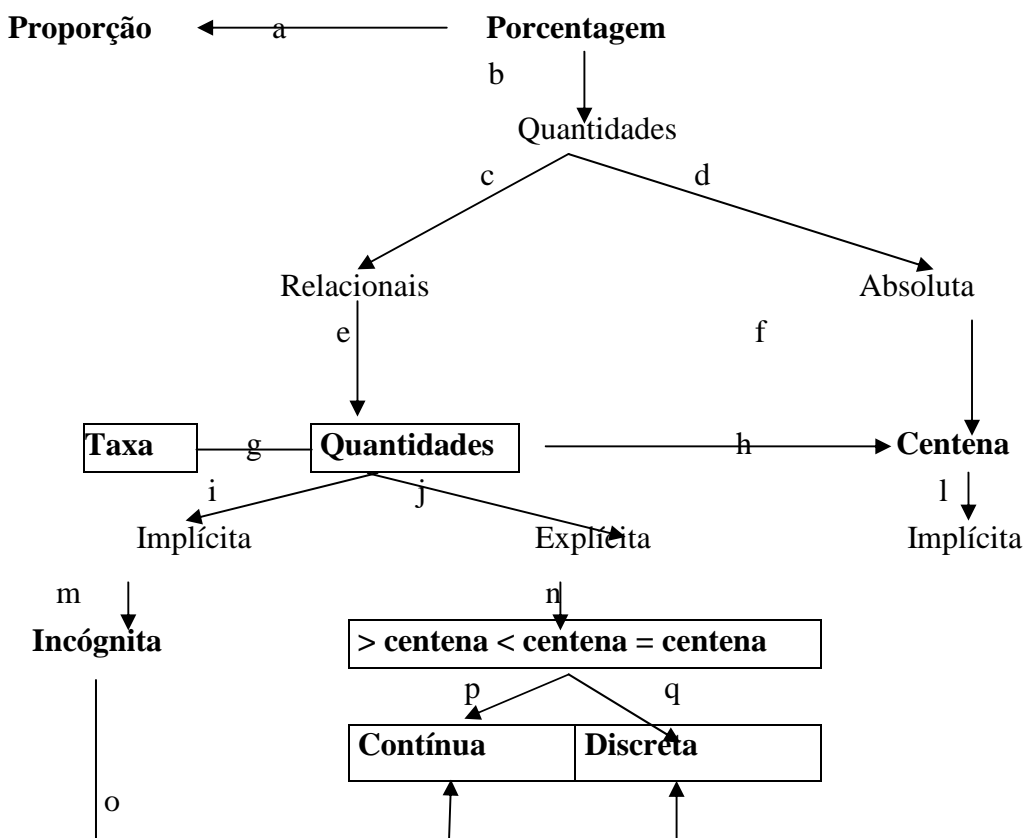 Proporção a Porcentagem
b
Quantidades
c d
Relacionais Absoluta
e f
Taxa g Quantidades h Centena
i j l
Implícita Explícita Implícita
m n
Incógnita > centena < centena = centena
p q
Contínua Discreta
o